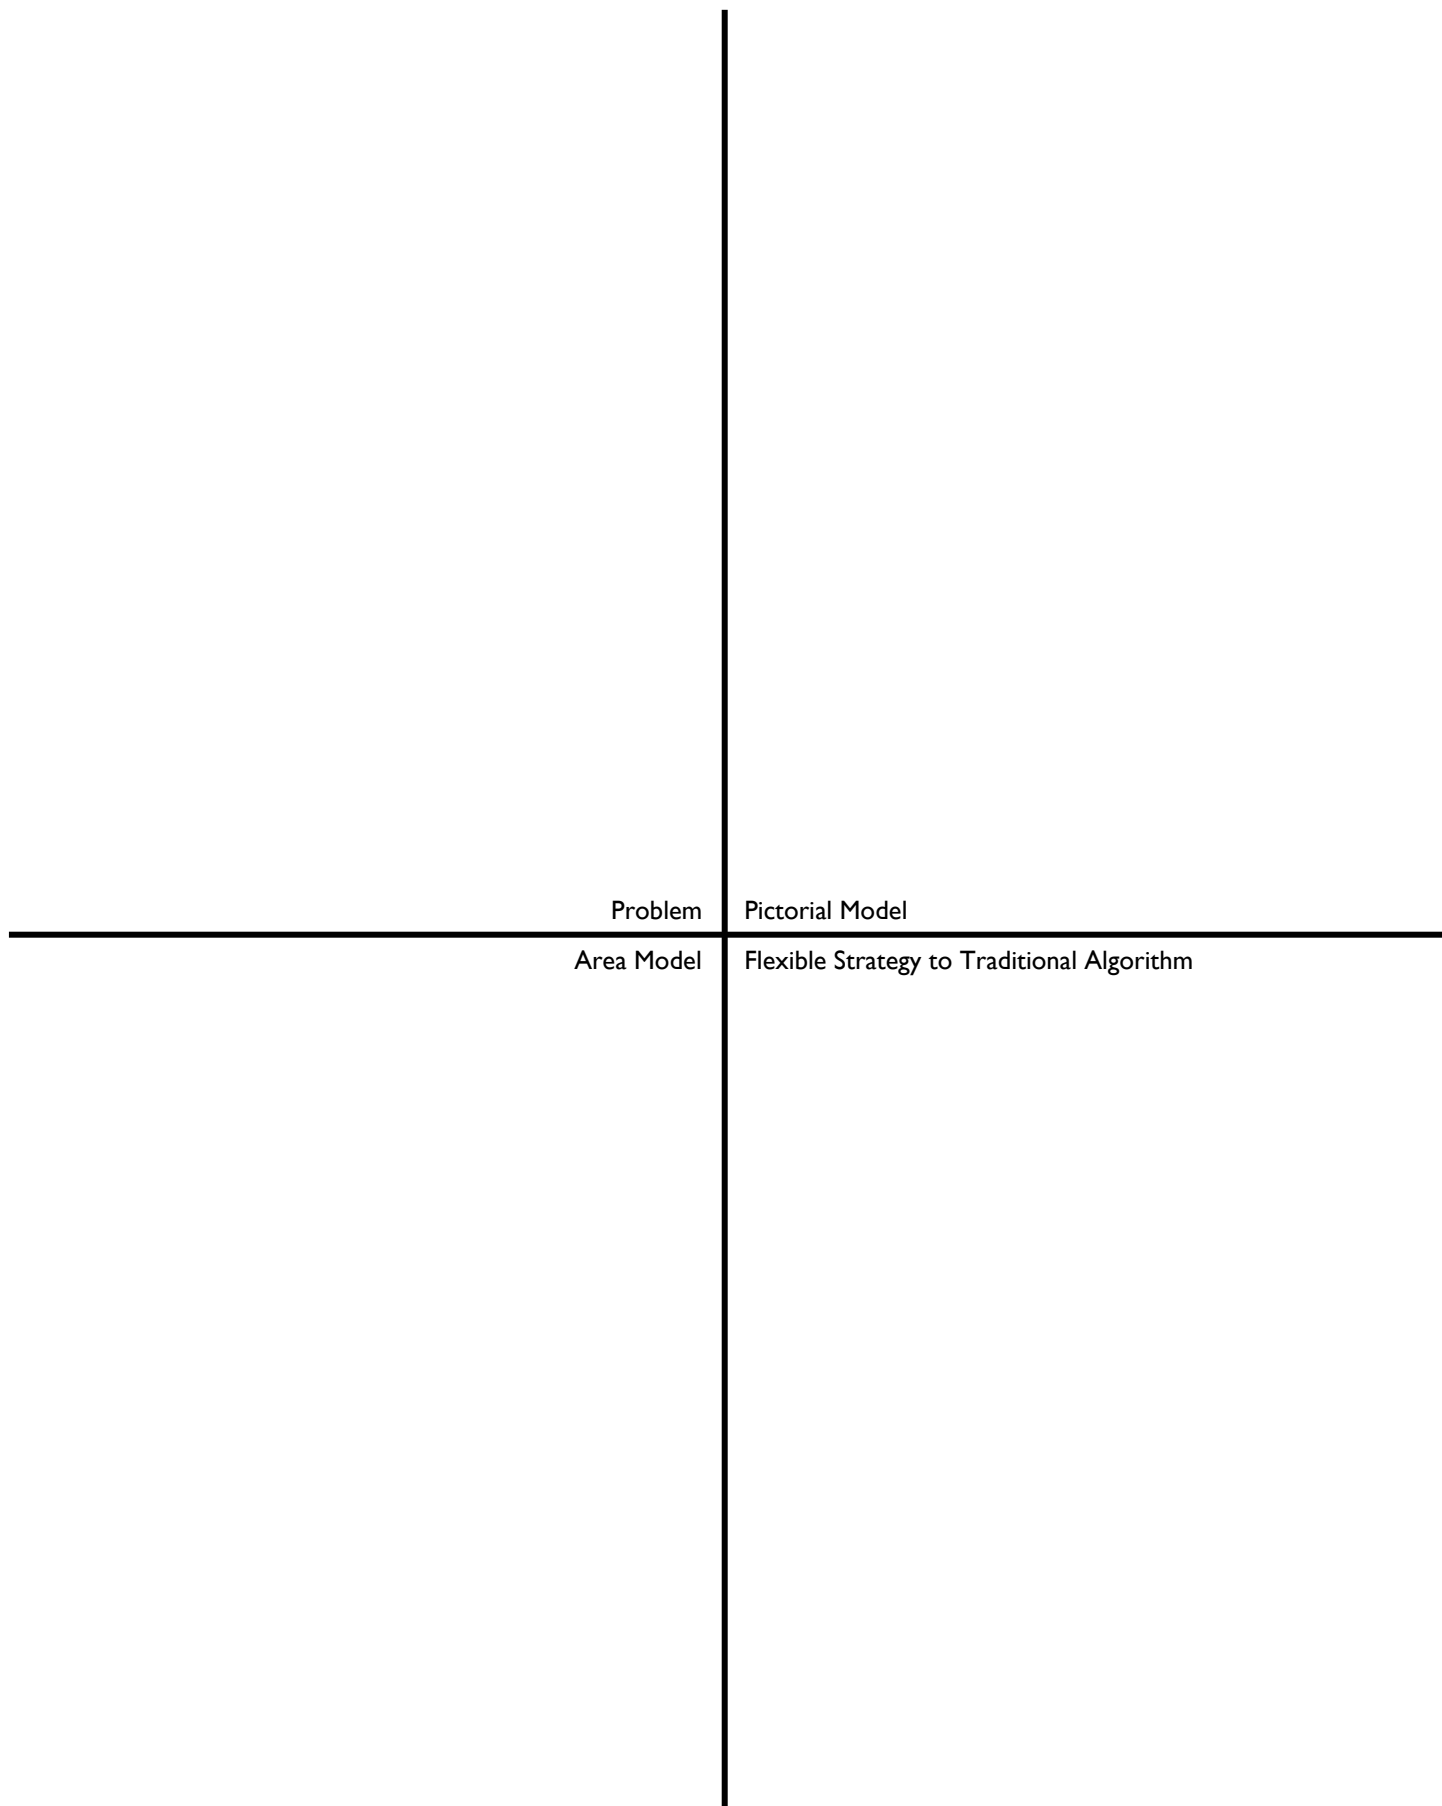 Problem
Pictorial Model
Area Model
Flexible Strategy to Traditional Algorithm